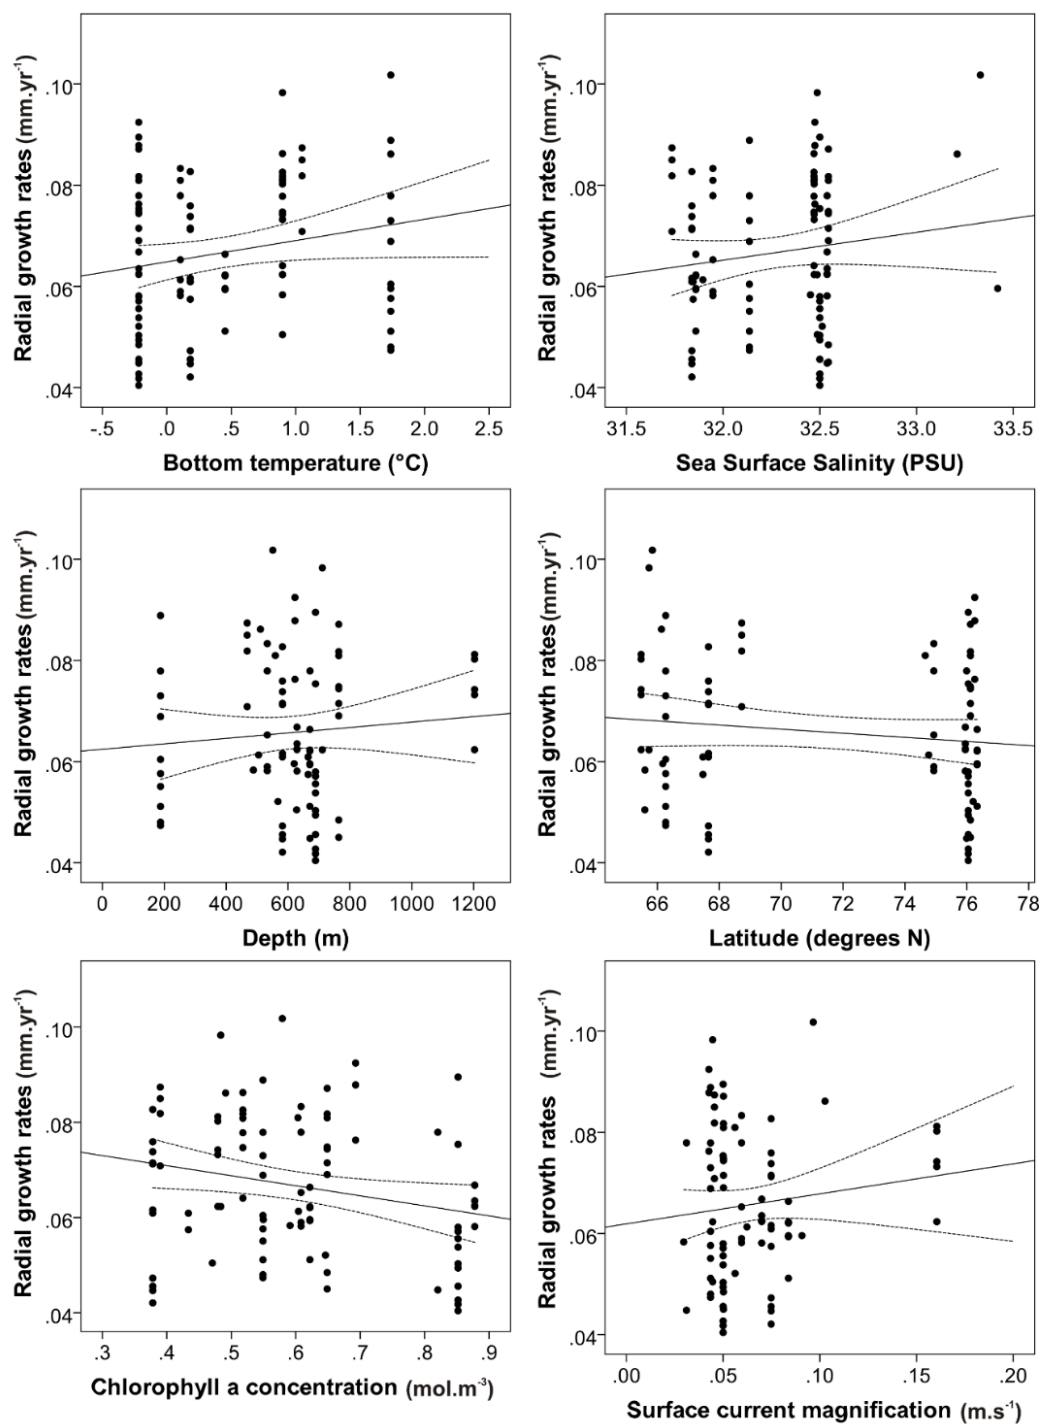 Radial growth rates (mm.yr-1)
.10
.08
.06
.04
-.5 .0 .5 1.0 1.5 2.0 2.5
Bottom temperature (°C)
Radial growth rates (mm.yr-1)
.10
.08
.06
.04
31.5 32.0 32.5 33.0 33.5
Sea Surface Salinity (PSU)
Radial growth rates (mm.yr-1)
.10
.08
.06
.04
0 200 400 600 800 1000 1200
Depth (m)
Radial growth rates (mm.yr-1)
.10
.08
.06
.04
66 68 70 72 74 76 78
Latitude (degrees N)
Radial growth rates (mm.yr-1)
.10
.08
.06
.04
.3 .4 .5 .6 .7 .8 .9
Chlorophyll a concentration (mol.m-3)
Radial growth rates (mm.yr-1)
.10
.08
.06
.04
.00 .05 .10 .15 .20
Surface current magnification (m.s-1)